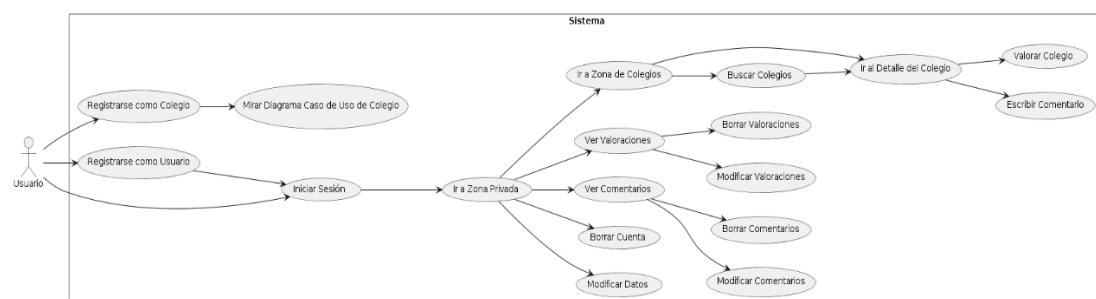 Sistema
Usuario
Registrarse como Colegio
Mirar Diagrama Caso de Uso de Colegio
Registrarse como Usuario
Iniciar Sesión
Ir a Zona Privada
Ir a Zona de Colegios
Buscar Colegios
Ir al Detalle del Colegio
Valorar Colegio
Escribir Comentario
Ver Valoraciones
Borrar Valoraciones
Modificar Valoraciones
Ver Comentarios
Borrar Comentarios
Modificar Comentarios
Borrar Cuenta
Modificar Datos